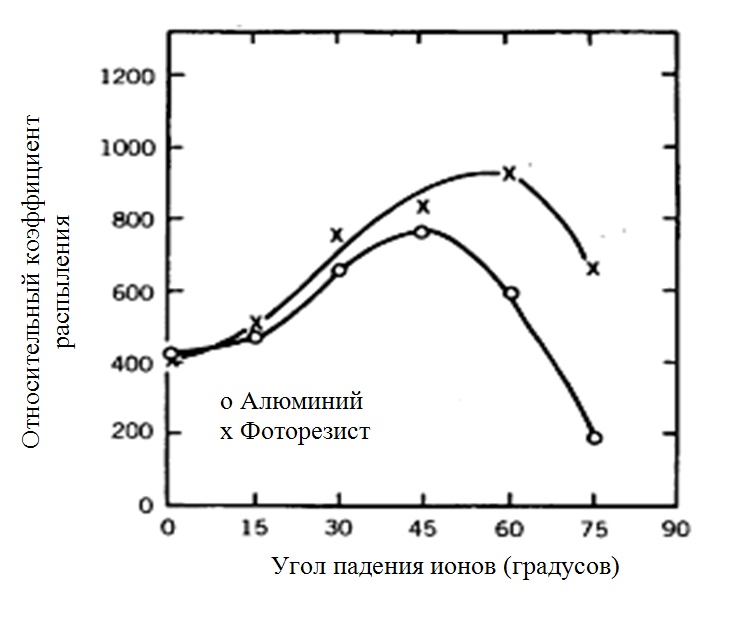 Относительный коэффициент
распыления
1200
1000
800
600
400
200
0
о Алюминий
х Фоторезист
0 15 30 45 60 75 90
Угол падения ионов (градусов)